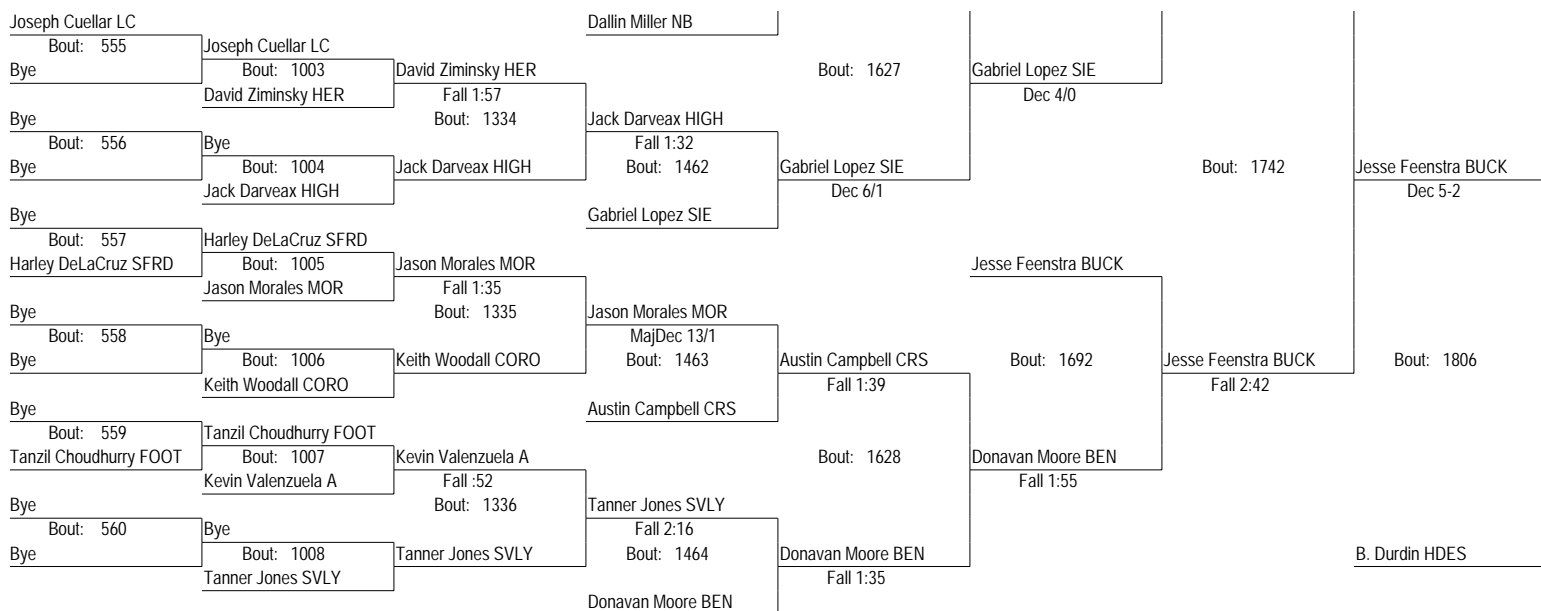 Joseph Cuellar LC
Dallin Miller NB
Bout: 555
Joseph Cuellar LC
Bye
Bout: 1003
David Ziminsky HER
Bout: 1627
Gabriel Lopez SIE
David Ziminsky HER
Fall 1:57
Dec 4/0
Bye
Bout: 1334
Jack Darveax HIGH
Bout: 556
Bye
Fall 1:32
Bye
Bout: 1004
Jack Darveax HIGH
Bout: 1462
Gabriel Lopez SIE
Bout: 1742
Jesse Feenstra BUCK
Jack Darveax HIGH
Dec 6/1
Dec 5-2
Bye
Gabriel Lopez SIE
Bout: 557
Harley DeLaCruz SFRD
Harley DeLaCruz SFRD
Bout: 1005
Jason Morales MOR
Jesse Feenstra BUCK
Jason Morales MOR
Fall 1:35
Bye
Bout: 1335
Jason Morales MOR
Bout: 558
Bye
MajDec 13/1
Bye
Bout: 1006
Keith Woodall CORO
Bout: 1463
Austin Campbell CRS
Bout: 1692
Jesse Feenstra BUCK
Bout: 1806
Keith Woodall CORO
Fall 1:39
Fall 2:42
Bye
Austin Campbell CRS
Bout: 559
Tanzil Choudhurry FOOT
Tanzil Choudhurry FOOT
Bout: 1007
Kevin Valenzuela A
Bout: 1628
Donavan Moore BEN
Kevin Valenzuela A
Fall :52
Fall 1:55
Bye
Bout: 1336
Tanner Jones SVLY
Bout: 560
Bye
Fall 2:16
Bye
Bout: 1008
Tanner Jones SVLY
Bout: 1464
Donavan Moore BEN
B. Durdin HDES
Tanner Jones SVLY
Fall 1:35
Donavan Moore BEN